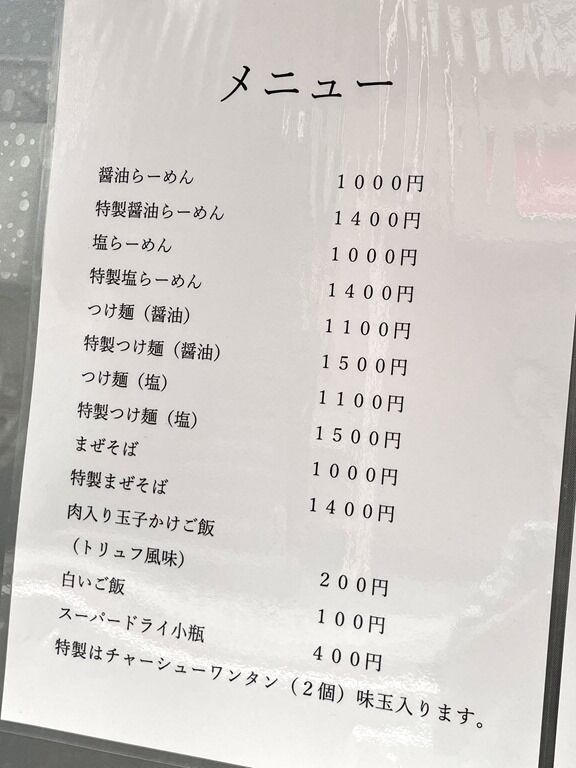 メニュー
醤油らーめん 1000円
特製醤油らーめん 1400円
塩らーめん 1000円
特製塩らーめん 1400円
つけ麺（醤油） 1100円
特製つけ麺（醤油） 1500円
つけ麺（塩） 1100円
特製つけ麺（塩） 1500円
まぜそば 1000円
特製まぜそば 1400円
肉入り玉子かけご飯
（トリュフ風味） 200円
白いご飯 100円
スーパードライ小瓶 400円
特製はチャーシューワンタン（２個）味玉入ります。